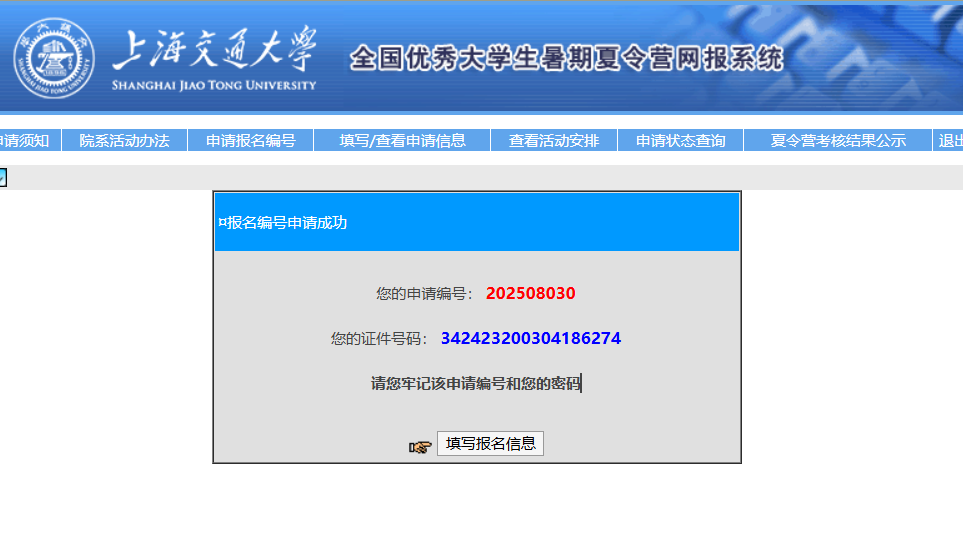 上海交通大学
SHANGHAI JIAO TONG UNIVERSITY
全国优秀大学生暑期夏令营网报系统
申请须知 院系活动办法 申请报名编号 填写/查看申请信息 查看活动安排 申请状态查询 夏令营考核结果公示 退出
¤报名编号申请成功
您的申请编号： 202508030
您的证件号码： 342423200304186274
请您牢记该申请编号和您的密码
填写报名信息